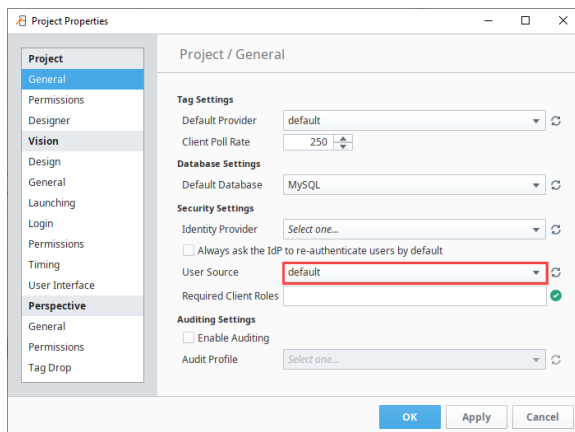 Project Properties
Project
General
Permissions
Designer
Vision
Design
General
Launching
Login
Permissions
Timing
User Interface
Perspective
General
Permissions
Tag Drop
Project / General
Tag Settings
Default Provider default
Client Poll Rate 250
Database Settings
Default Database MySQL
Security Settings
Identity Provider Select one...
Always ask the IdP to re-authenticate users by default
User Source default
Required Client Roles
Auditing Settings
Enable Auditing
Audit Profile Select one...
OK Apply Cancel